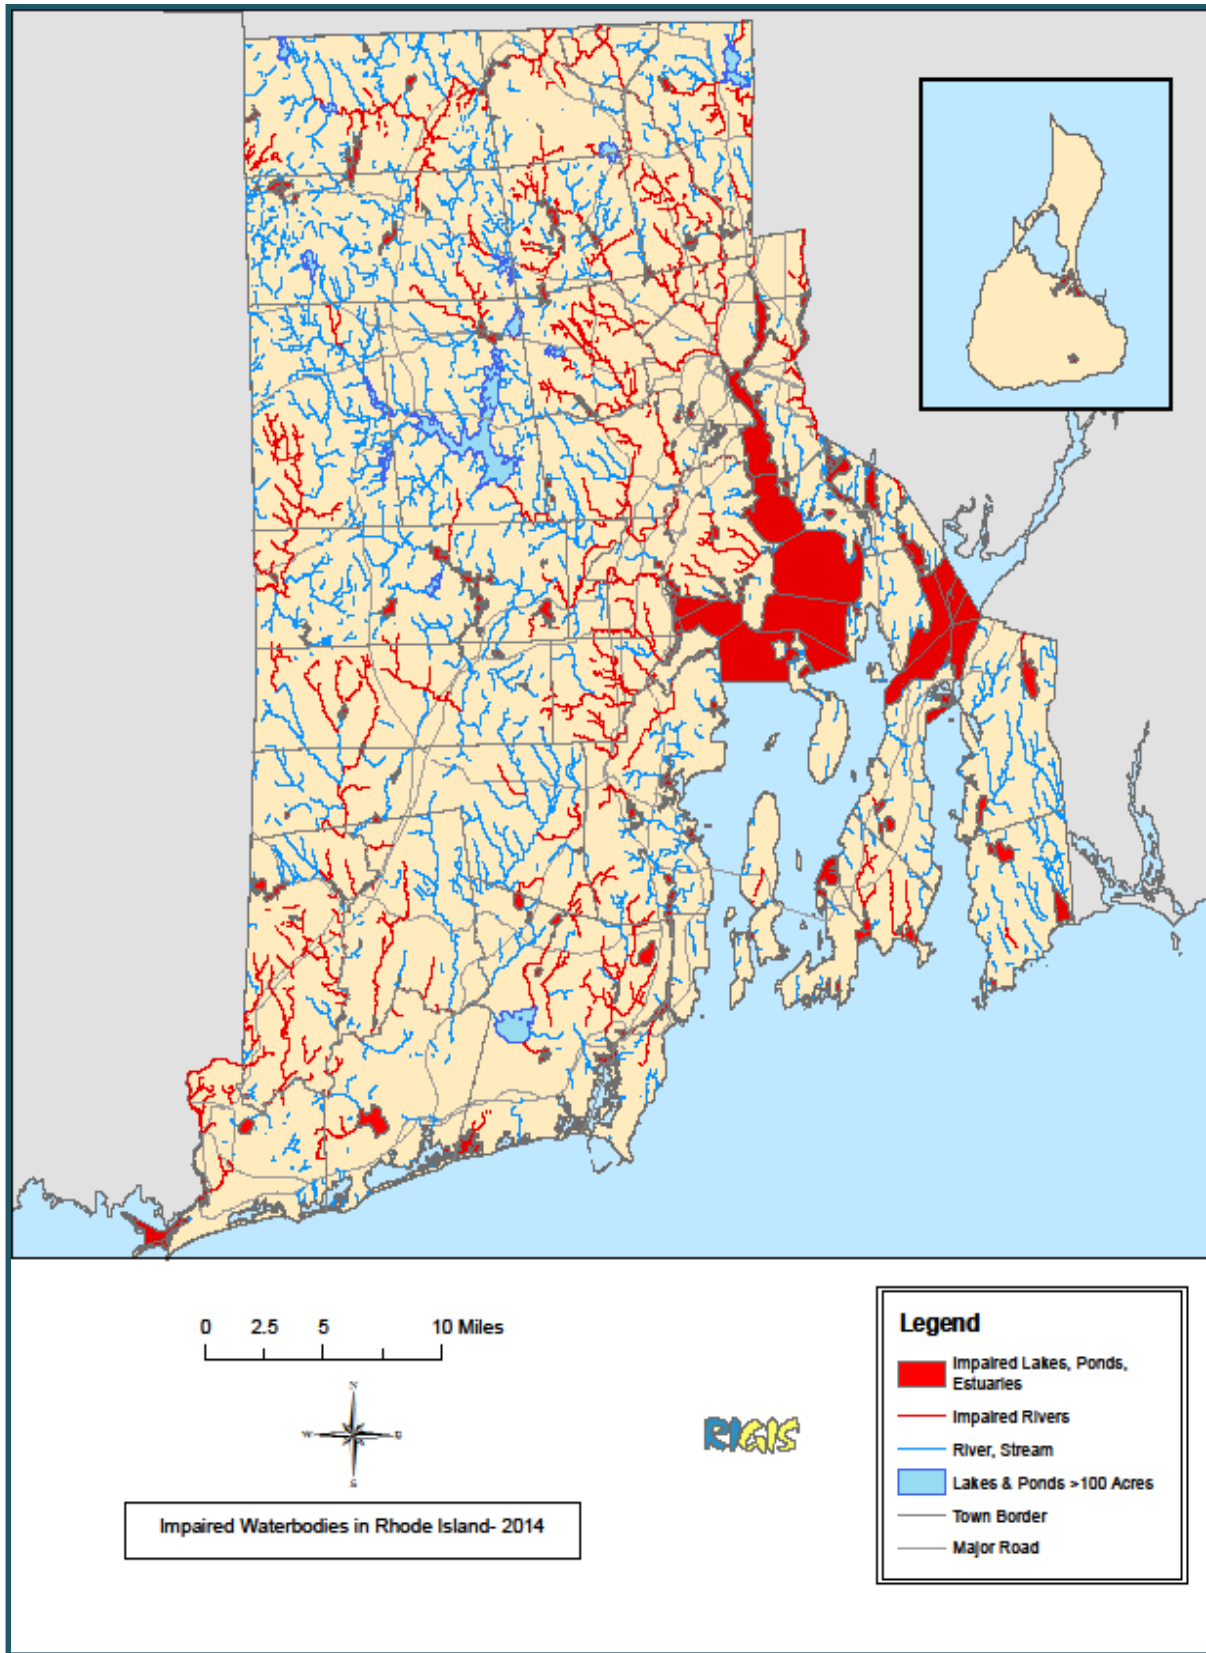 0 2.5 5 10 Miles
N
W E
S
RIGIS
Impaired Waterbodies in Rhode Island- 2014
Legend
Impaired Lakes, Ponds,
Estuaries
Impaired Rivers
River, Stream
Lakes & Ponds >100 Acres
Town Border
Major Road